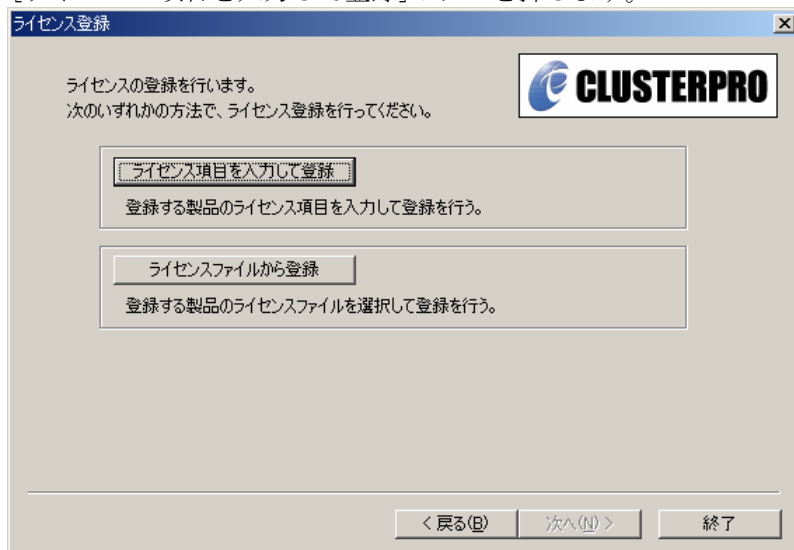 ライセンス登録
ライセンスの登録を行います。
次のいずれかの方法で、ライセンス登録を行ってください。
CLUSTERPRO
ライセンス項目を入力して登録
登録する製品のライセンス項目を入力して登録を行う。
ライセンスファイルから登録
登録する製品のライセンスファイルを選択して登録を行う。
< 戻る(B)
次へ(N) >
終了